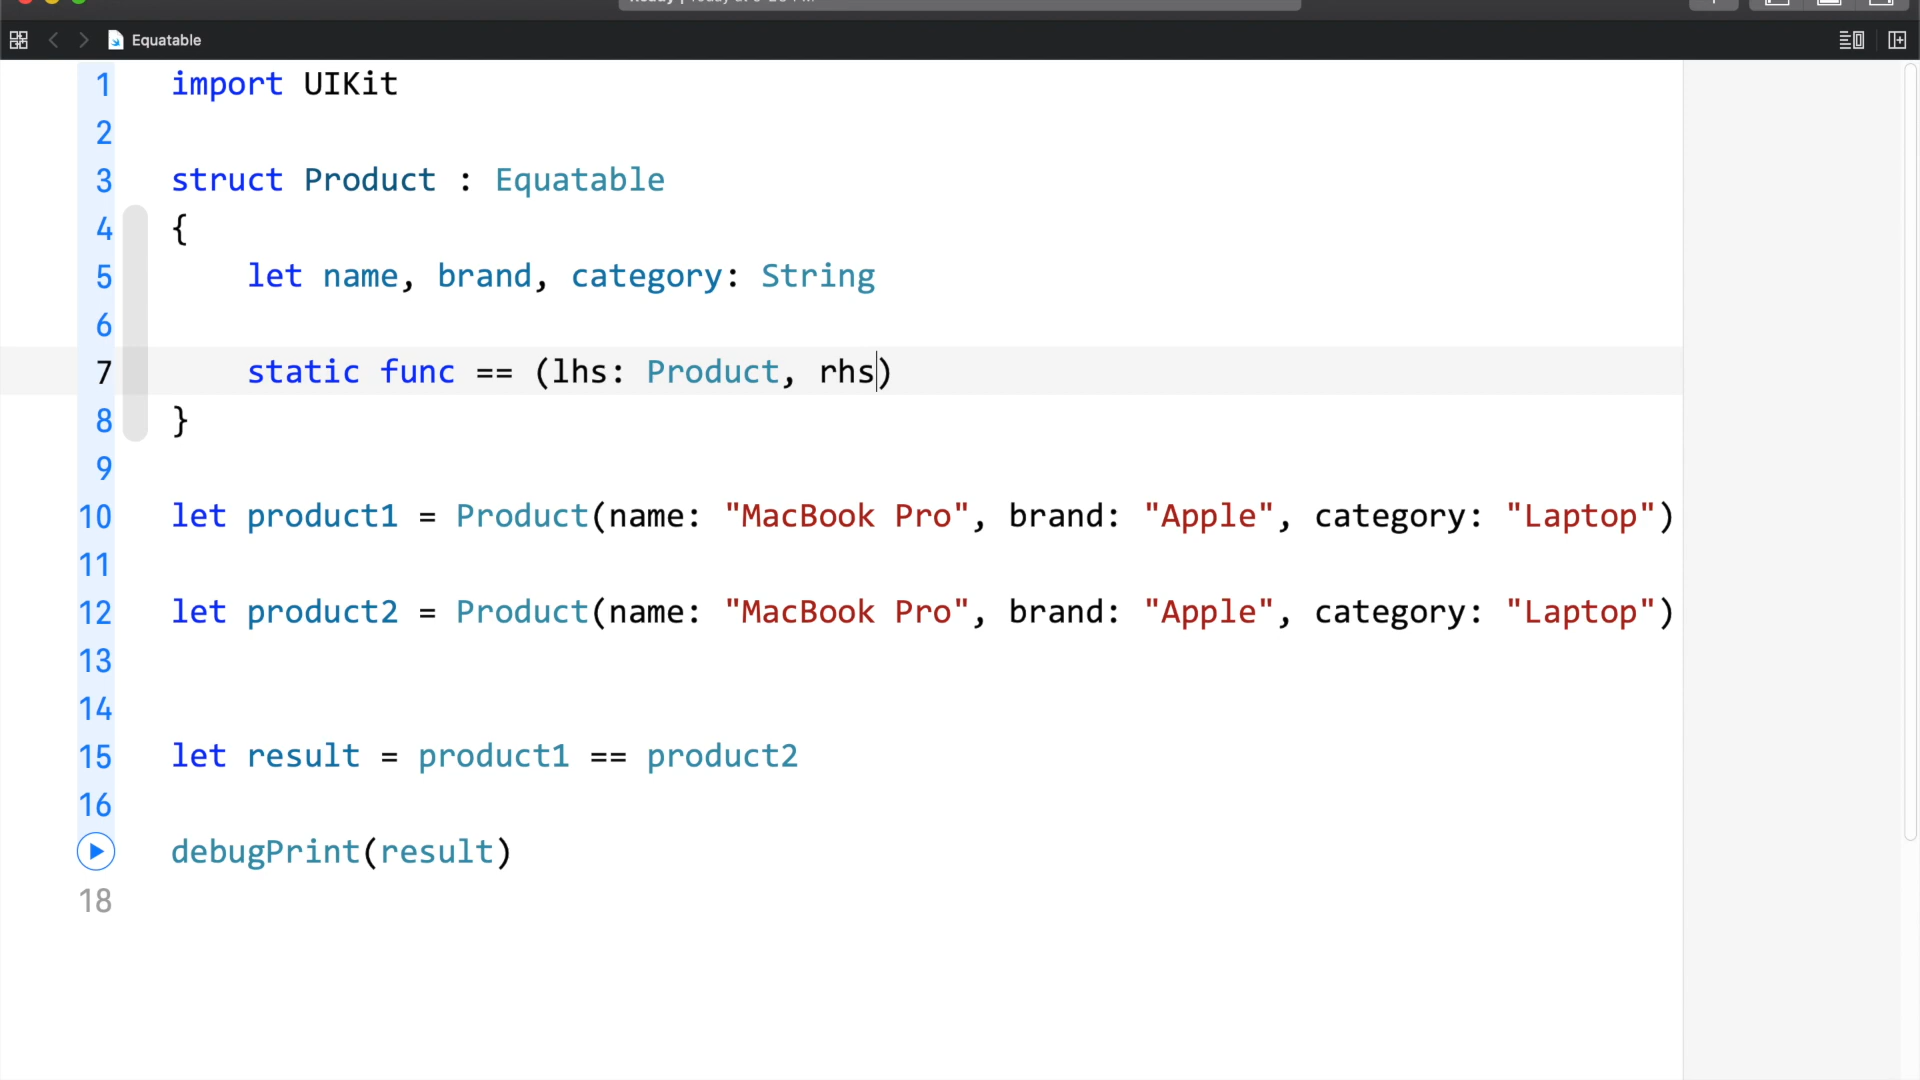 Equatable
1 import UIKit
2
3 struct Product : Equatable
4 {
5 let name, brand, category: String
6
7 static func == (lhs: Product, rhs)
8 }
9
10 let product1 = Product(name: "MacBook Pro", brand: "Apple", category: "Laptop")
11
12 let product2 = Product(name: "MacBook Pro", brand: "Apple", category: "Laptop")
13
14
15 let result = product1 == product2
16
debugPrint(result)
18